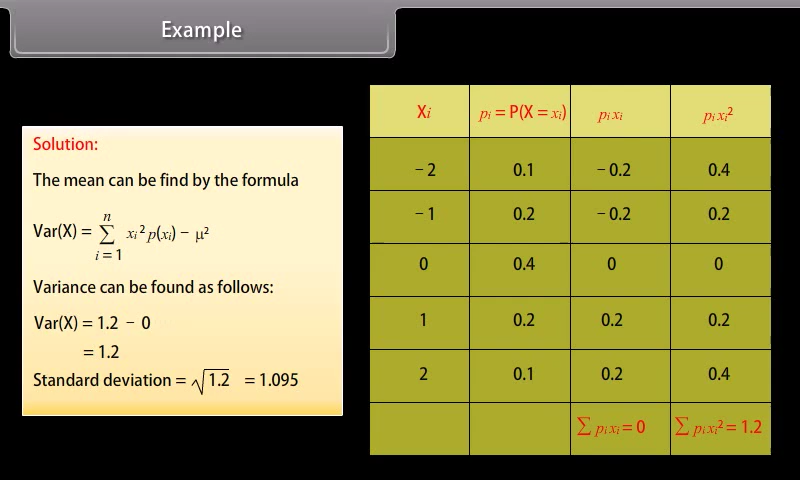 Example
Solution:
The mean can be find by the formula
Var(X) = ∑ᵢ₌₁ⁿ xᵢ² p(xᵢ) − μ²
Variance can be found as follows:
Var(X) = 1.2 − 0
= 1.2
Standard deviation = √1.2 = 1.095
Xi pᵢ = P(X = xᵢ) pᵢ xᵢ pᵢ xᵢ²
−2 0.1 −0.2 0.4
−1 0.2 −0.2 0.2
0 0.4 0 0
1 0.2 0.2 0.2
2 0.1 0.2 0.4
∑ pᵢ xᵢ = 0 ∑ pᵢ xᵢ² = 1.2